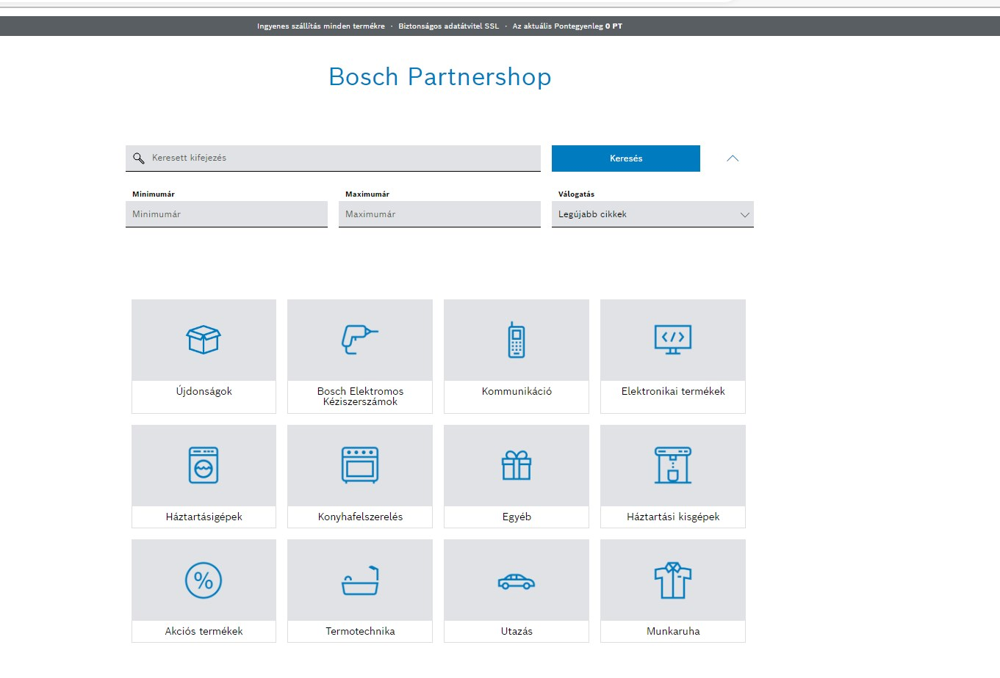 Ingyenes szállítás minden termékre · Biztonságos adatátvitel SSL · Az aktuális Pontegyenleg 0 PT
Bosch Partnershop
Keresett kifejezés
Keresés
Minimumár
Maximumár
Válogatás
Minimumár
Maximumár
Legújabb cikkek
Újdonságok
Bosch Elektromos
Kéziszerszámok
Kommunikáció
Elektronikai termékek
Háztartásigépek
Konyhafelszerelés
Egyéb
Háztartási kisgépek
Akciós termékek
Termotechnika
Utazás
Munkaruha